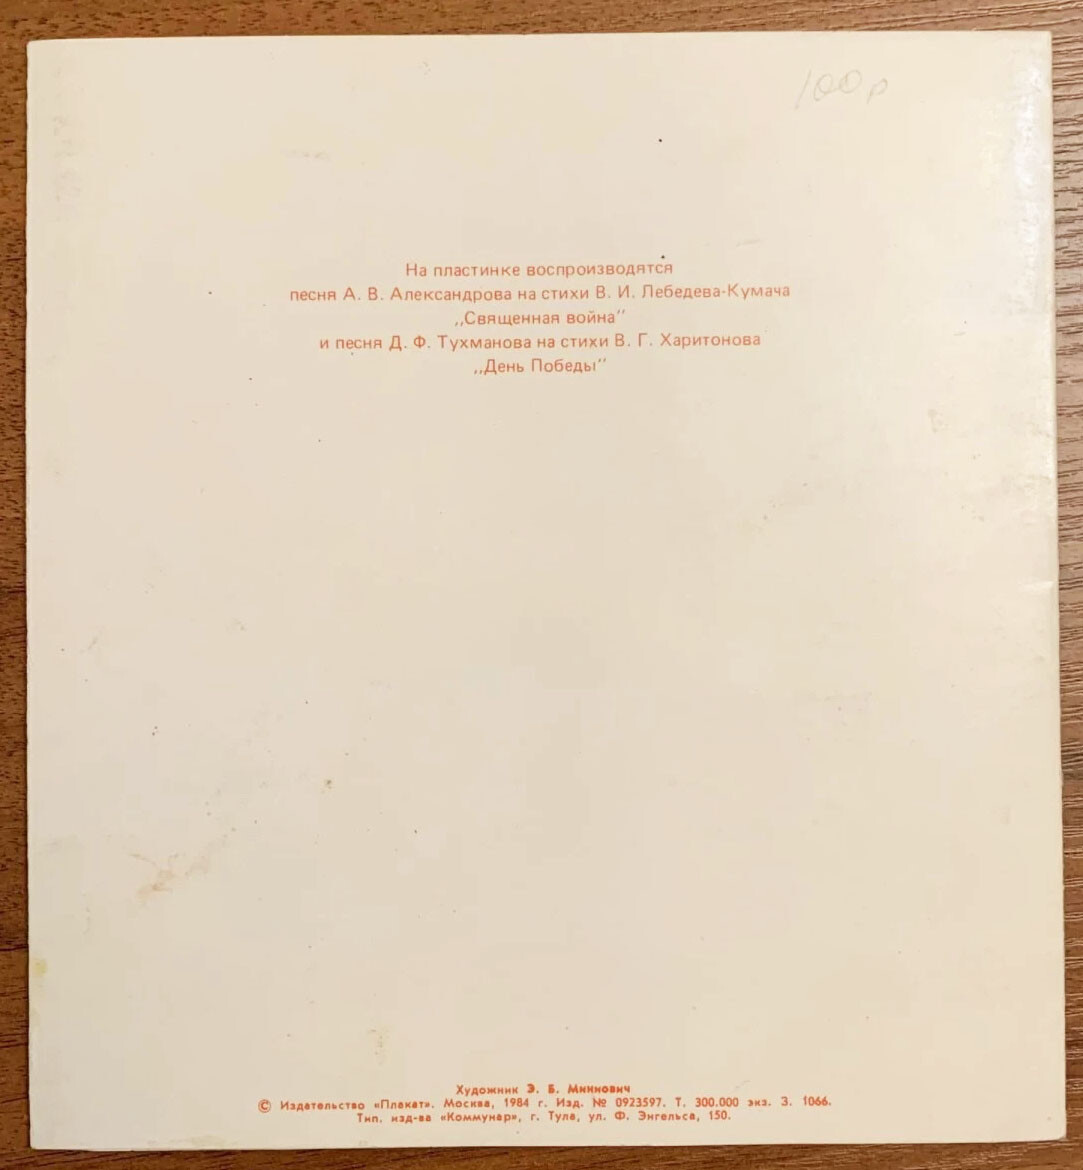 100р
На пластинке воспроизводятся
песня А. В. Александрова на стихи В. И. Лебедева-Кумача
„Священная война”
и песня Д. Ф. Тухманова на стихи В. Г. Харитонова
„День Победы”
Художник Э. Б. Миниович
© Издательство «Плакат». Москва, 1984 г. Изд. № 0923597. Т. 300.000 экз. З. 1066.
Тип. изд-ва «Коммунар», г. Тула, ул. Ф. Энгельса, 150.